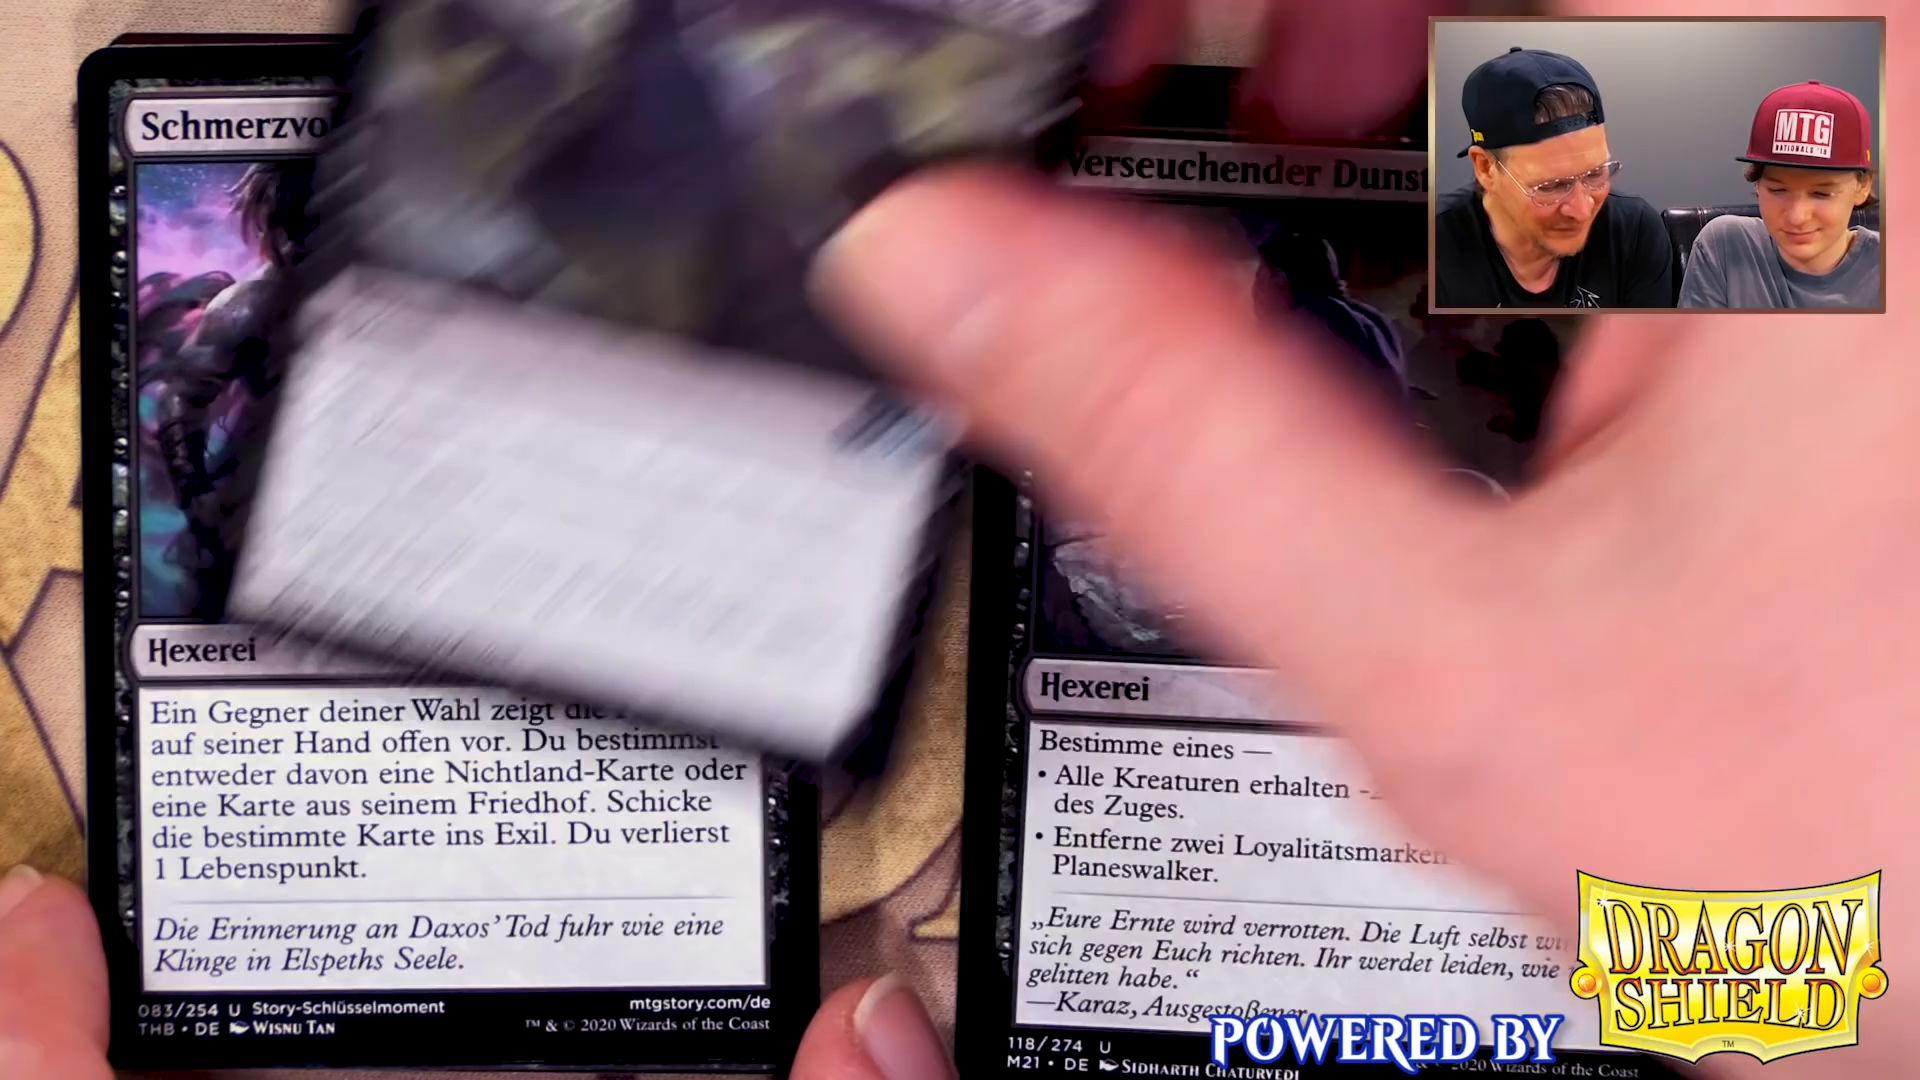 Schmerzvo
Hexerei
Ein Gegner deiner Wahl zeigt die
auf seiner Hand offen vor. Du bestimmst
entweder davon eine Nichtland-Karte oder
eine Karte aus seinem Friedhof. Schicke
die bestimmte Karte ins Exil. Du verlierst
1 Lebenspunkt.
Die Erinnerung an Daxos' Tod fuhr wie eine
Klinge in Elspeths Seele.
083/254 U Story-Schlüsselmoment
THB • DE WISNU TAN
mtgstory.com/de
™ & © 2020 Wizards of the Coast
Verseuchender Dunst
Hexerei
Bestimme eines —
• Alle Kreaturen erhalten
des Zuges.
• Entferne zwei Loyalitätsmarken
Planeswalker.
„Eure Ernte wird verrotten. Die Luft selbst
sich gegen Euch richten. Ihr werdet leiden, wie
gelitten habe.“
—Karaz, Ausgestoßener
118/274 U
M21 • DE SIDHARTH CHATURVEDI
2020 Wizards of the Coast
MTG
NATIONALS '18
POWERED BY
DRAGON
SHIELD
TM